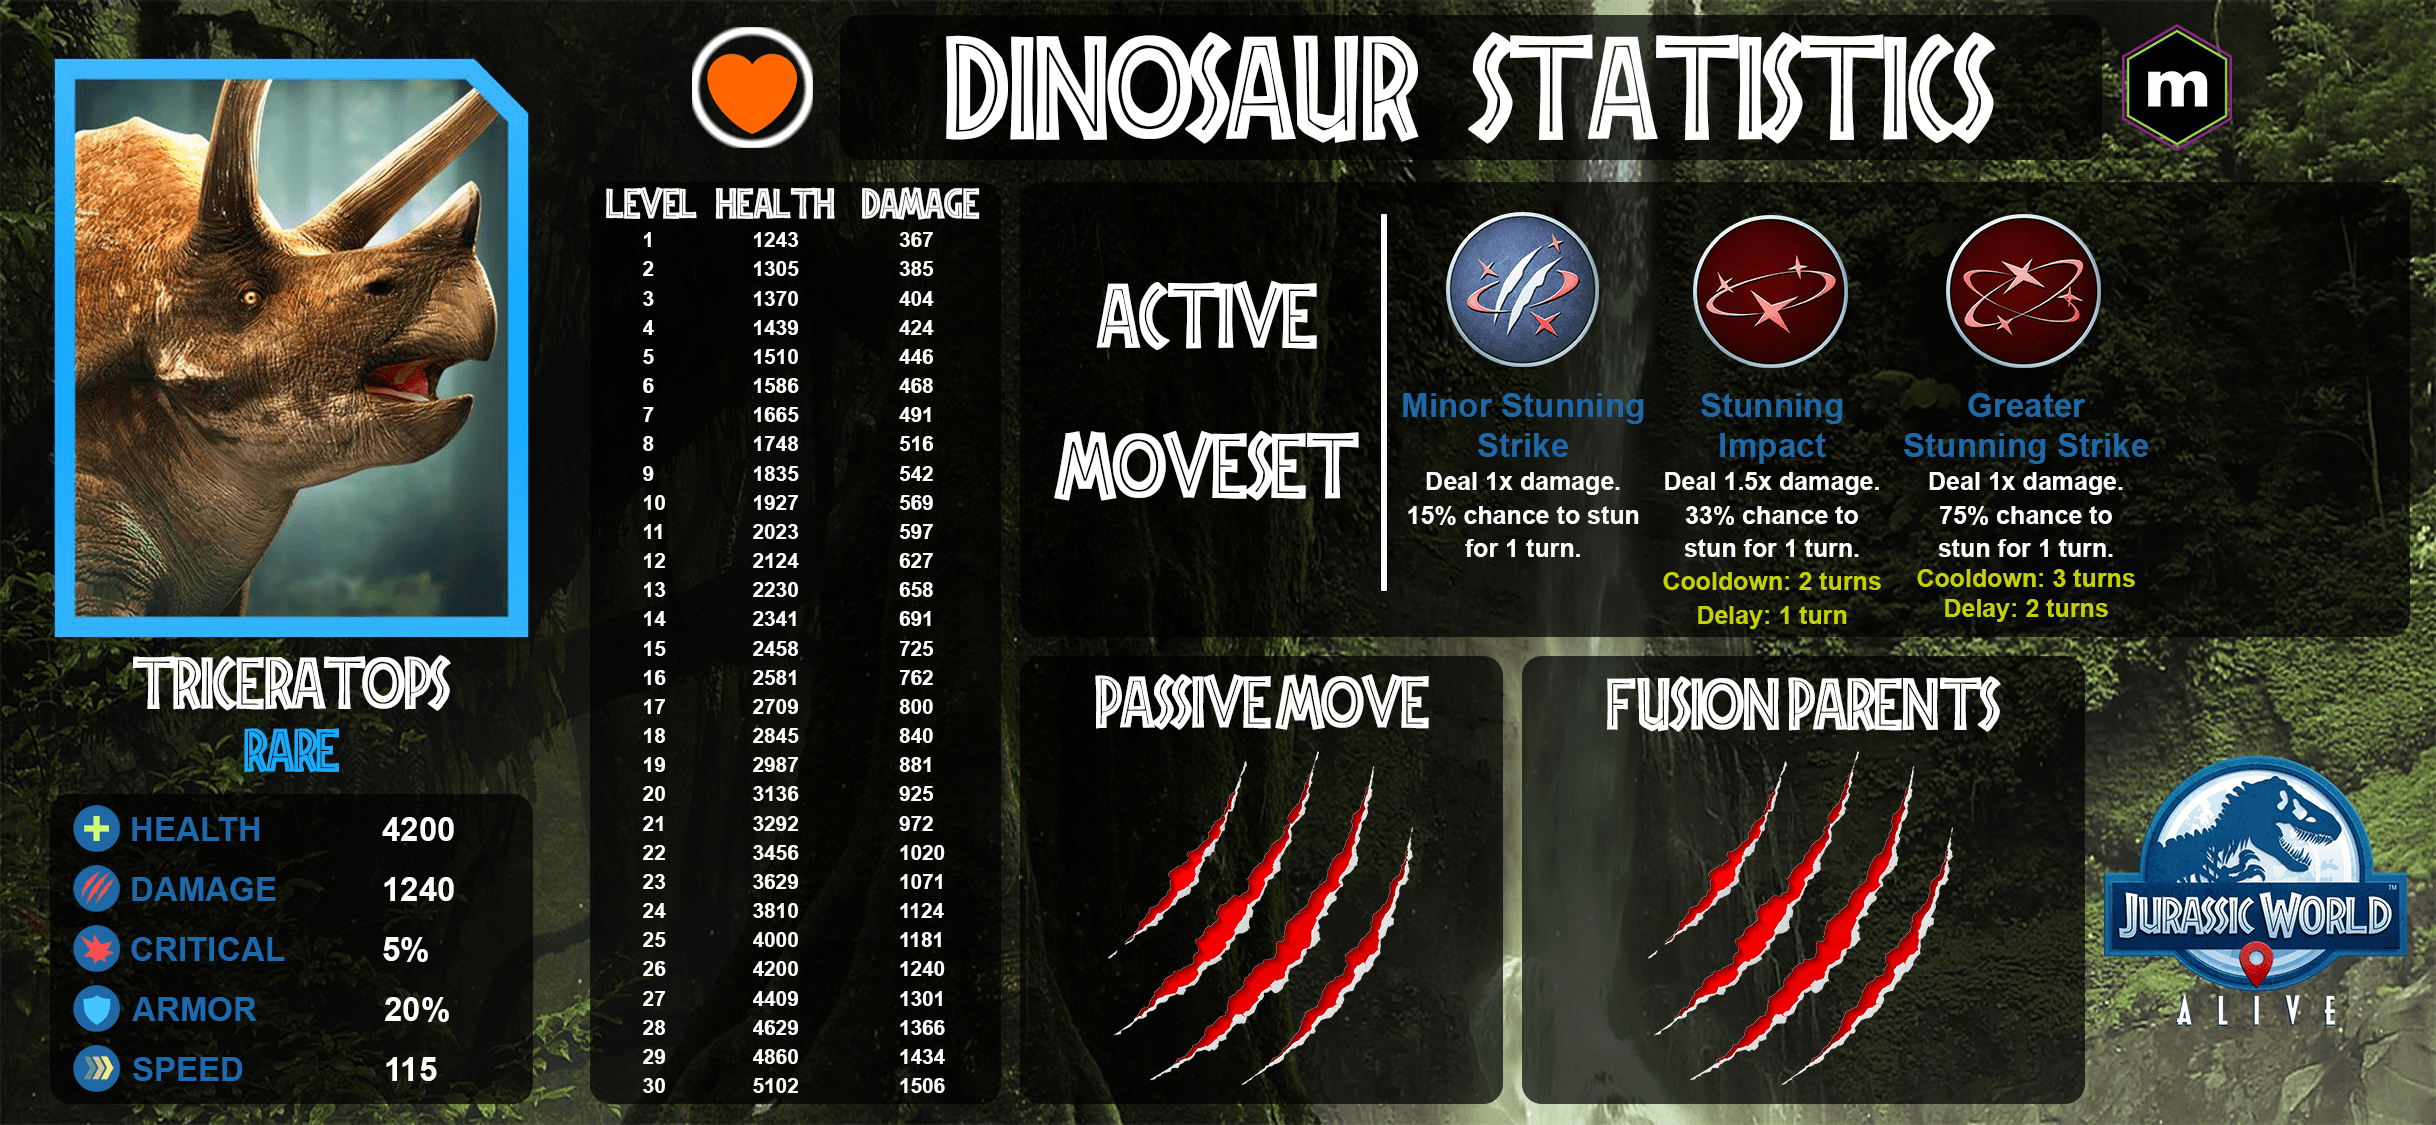 DINOSAUR STATISTICS
m
TRICERATOPS
RARE
HEALTH 4200
DAMAGE 1240
CRITICAL 5%
ARMOR 20%
SPEED 115
LEVEL HEALTH DAMAGE
1 1243 367
2 1305 385
3 1370 404
4 1439 424
5 1510 446
6 1586 468
7 1665 491
8 1748 516
9 1835 542
10 1927 569
11 2023 597
12 2124 627
13 2230 658
14 2341 691
15 2458 725
16 2581 762
17 2709 800
18 2845 840
19 2987 881
20 3136 925
21 3292 972
22 3456 1020
23 3629 1071
24 3810 1124
25 4000 1181
26 4200 1240
27 4409 1301
28 4629 1366
29 4860 1434
30 5102 1506
ACTIVE
MOVESET
Minor Stunning
Strike
Deal 1x damage.
15% chance to stun
for 1 turn.
Stunning
Impact
Deal 1.5x damage.
33% chance to
stun for 1 turn.
Cooldown: 2 turns
Delay: 1 turn
Greater
Stunning Strike
Deal 1x damage.
75% chance to
stun for 1 turn.
Cooldown: 3 turns
Delay: 2 turns
PASSIVE MOVE
FUSION PARENTS
JURASSIC WORLD™
ALIVE